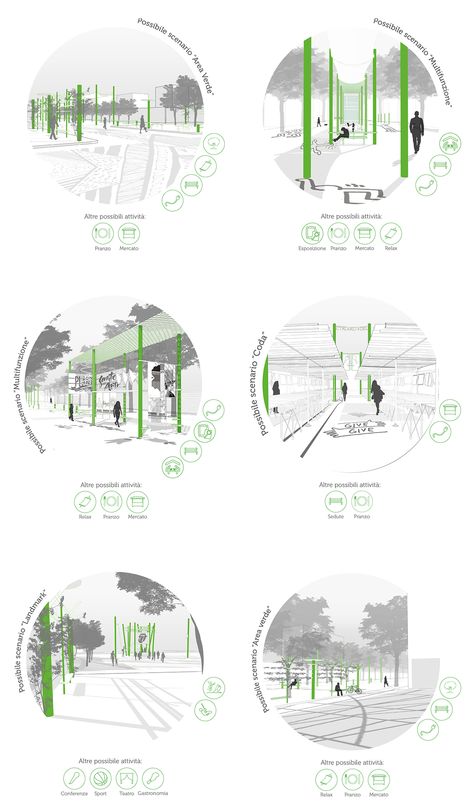 Possibile scenario "Area Verde"
Altre possibili attività:
Pranzo Mercato
Possibile scenario "Multifunzione"
Altre possibili attività:
Esposizione Pranzo Mercato Relax
Possibile scenario "Multifunzione"
Altre possibili attività:
Relax Pranzo Mercato
Possibile scenario "Coda"
GIVE
GIVE
Altre possibili attività:
Sedute Pranzo
Possibile scenario "Landmark"
Altre possibile attività:
Conferenze Sport Teatro Gastronomia
Possibile scenario "Area verde"
Altre possibili attività:
Relax Pranzo Mercato